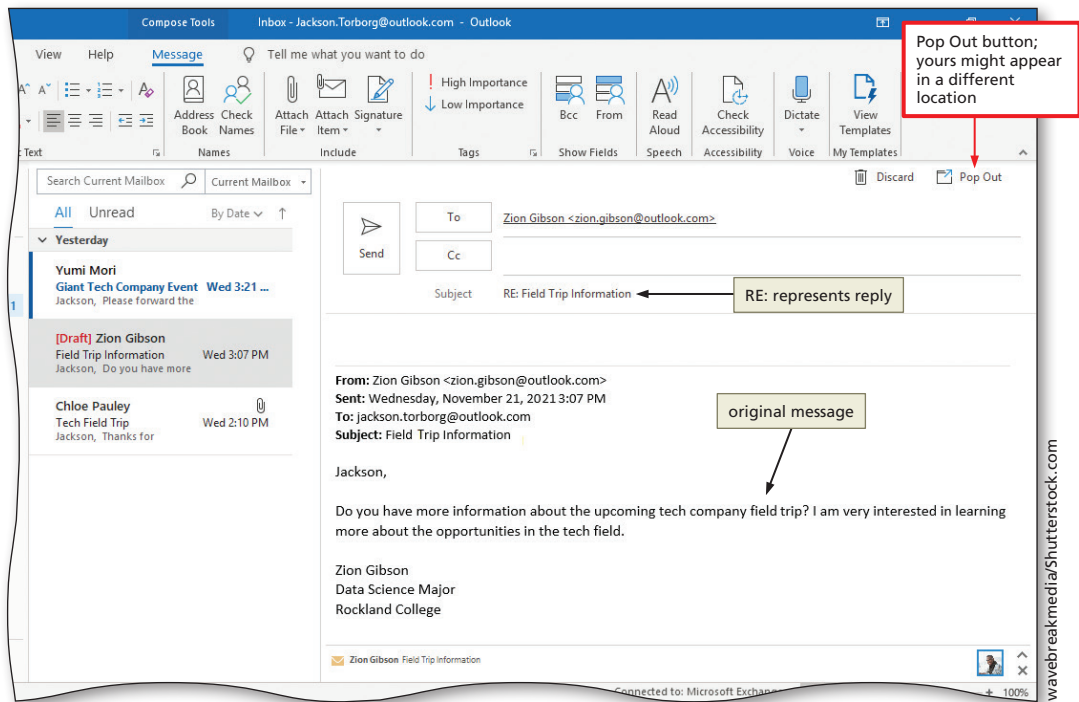 Compose Tools
Inbox - Jackson.Torborg@outlook.com - Outlook
View Help Message Tell me what you want to do
Address Book
Check Names
Attach File
Attach Item
Signature
High Importance
Low Importance
Bcc
From
Read Aloud
Check Accessibility
Dictate
View Templates
Text
Names
Include
Tags
Show Fields
Speech
Accessibility
Voice
My Templates
Pop Out button;
yours might appear
in a different
location
Search Current Mailbox
Current Mailbox
Discard
Pop Out
All Unread By Date
Yesterday
Yumi Mori
Giant Tech Company Event Wed 3:21 ...
Jackson, Please forward the
1
[Draft] Zion Gibson
Field Trip Information Wed 3:07 PM
Jackson, Do you have more
Chloe Pauley
Tech Field Trip Wed 2:10 PM
Jackson, Thanks for
Send
To
Zion Gibson <zion.gibson@outlook.com>
Cc
Subject
RE: Field Trip Information
RE: represents reply
From: Zion Gibson <zion.gibson@outlook.com>
Sent: Wednesday, November 21, 2021 3:07 PM
To: jackson.torborg@outlook.com
Subject: Field Trip Information
original message
Jackson,
Do you have more information about the upcoming tech company field trip? I am very interested in learning
more about the opportunities in the tech field.
Zion Gibson
Data Science Major
Rockland College
Zion Gibson Field Trip Information
Connected to: Microsoft Exchang
+ 100%
wavebreakmedia/Shutterstock.com